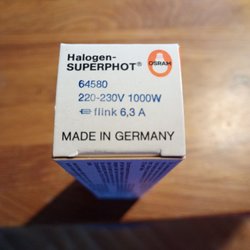 Halogen-
SUPERPHOT®
OSRAM
64580
220-230V 1000W
flink 6,3 A
MADE IN GERMANY